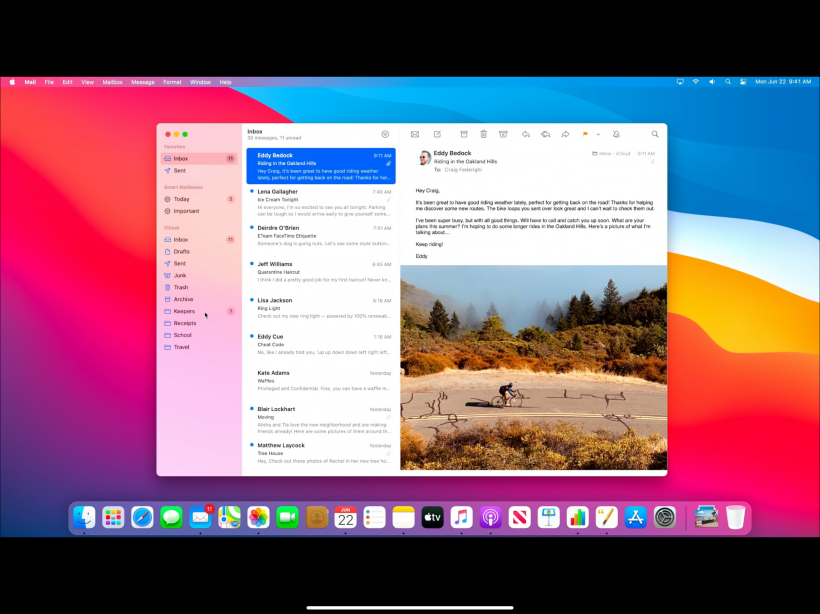 Mail File Edit View Mailbox Message Format Window Help
Mon Jun 22 9:41 AM
Favorites
Inbox 11
Sent
Smart Mailboxes
Today 3
Important
iCloud
Inbox 11
Drafts
Sent
Junk
Trash
Archive
Keepers 1
Receipts
School
Travel
Inbox
30 messages, 11 unread
Eddy Bedock 9:11 AM
Riding in the Oakland Hills
Hey Craig, It's been great to have good riding weather
lately, perfect for getting back on the road! Thanks for hel...
Lena Gallagher 7:40 AM
Ice Cream Tonight
Hi everyone, I'm so excited to see you all tonight. Parking
can be tough so I would arrive early to give yourself some...
Deirdre O'Brien 7:31 AM
ETeam FaceTime Etiquette
Someone's dog is going nuts. Let's see some mute button...
Jeff Williams 6:45 AM
Quarantine Haircut
I think I did a pretty good job for my first haircut! Never kn...
Lisa Jackson 6:18 AM
Ring Light
Check out my new ring light — powered by 100% renewab...
Eddy Cue 1:16 AM
Cheat Code
No, like I already told you, 'up up down down left right left...
Kate Adams Yesterday
Waffles
Privileged and Confidential. Fine, you can have a waffle m...
Blair Lockhart Yesterday
Moving
Alisha and Tia love the new neighborhood and are making
friends already! Here are some pictures of them around th...
Matthew Laycock Yesterday
Tree House
Hey, Check out these photos of Rachel in her new tree ho...
Eddy Bedock
Inbox - iCloud 9:11 AM
Riding in the Oakland Hills
To: Craig Federighi
Hey Craig,
It's been great to have good riding weather lately, perfect for getting back on the road! Thanks for helping
me discover some new routes. The bike loops you sent over look great and I can't wait to check them out.
I've been super busy, but with all good things. Will have to call and catch you up soon. What are your
plans this summer? I'm hoping to do some longer rides in the Oakland Hills. Here's a picture of what I'm
talking about...
Keep riding!
Eddy
11
JUN
22
tv